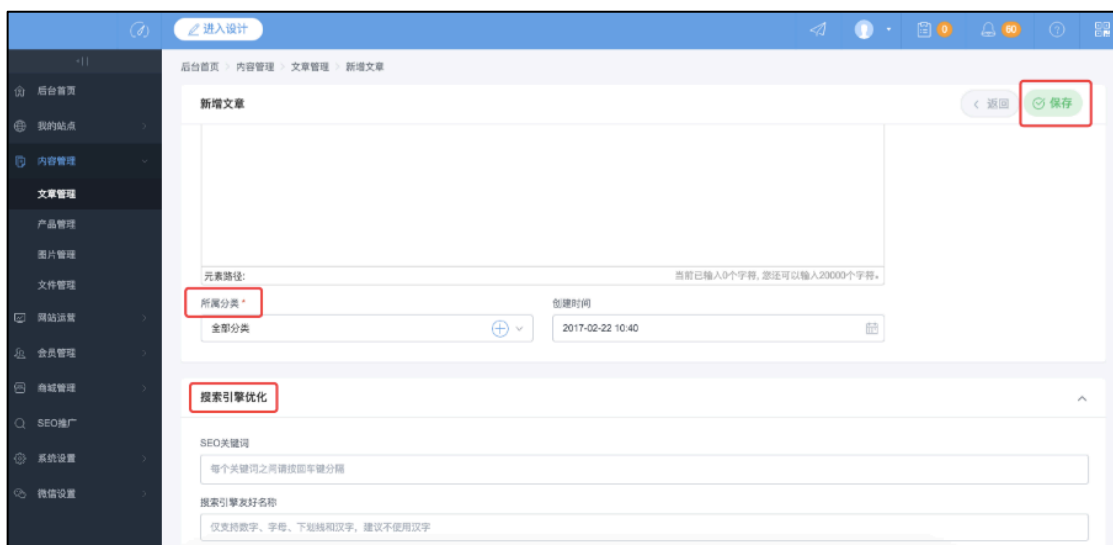 进入设计
0
60
后台首页 > 内容管理 > 文章管理 > 新增文章
后台首页
我的站点
内容管理
文章管理
产品管理
图片管理
文件管理
网站运营
会员管理
商城管理
SEO推广
系统设置
微信设置
新增文章
< 返回
保存
元素路径:
当前已输入0个字符, 您还可以输入20000个字符。
所属分类 *
创建时间
全部分类
2017-02-22 10:40
搜索引擎优化
SEO关键词
每个关键词之间请按回车键分隔
搜索引擎友好名称
仅支持数字、字母、下划线和汉字，建议不使用汉字